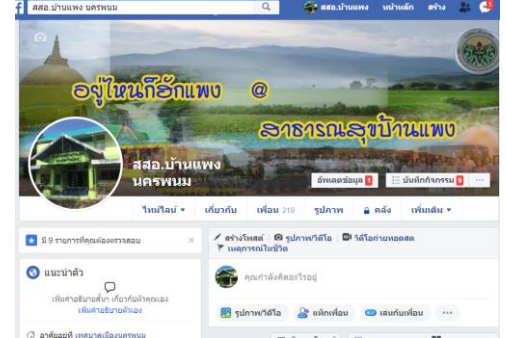 สสอ.บ้านแพง นครพนม
สสอ.บ้านแพง หน้าหลัก สร้าง
อยู่ไหนก็ฮักแพง @
สาธารณสุขบ้านแพง
สสอ.บ้านแพง
นครพนม
อัพเดตข้อมูล 1 บันทึกกิจกรรม
ไทม์ไลน์ เกี่ยวกับ เพื่อน 219 รูปภาพ คลัง เพิ่มเติม
มี 9 รายการที่คุณต้องตรวจสอบ
สร้างโพสต์ รูปภาพ/วิดีโอ วิดีโอถ่ายทอดสด
เหตุการณ์ในชีวิต
แนะนำตัว
คุณกำลังคิดอะไรอยู่
เพิ่มคำอธิบายสั้นๆ เกี่ยวกับตัวคุณเอง
เพิ่มคำอธิบายตัวเอง
รูปภาพ/วิดีโอ แท็กเพื่อน เล่นกับเพื่อน
อาศัยอยู่ที่ เทศบาลเมืองนครพนม